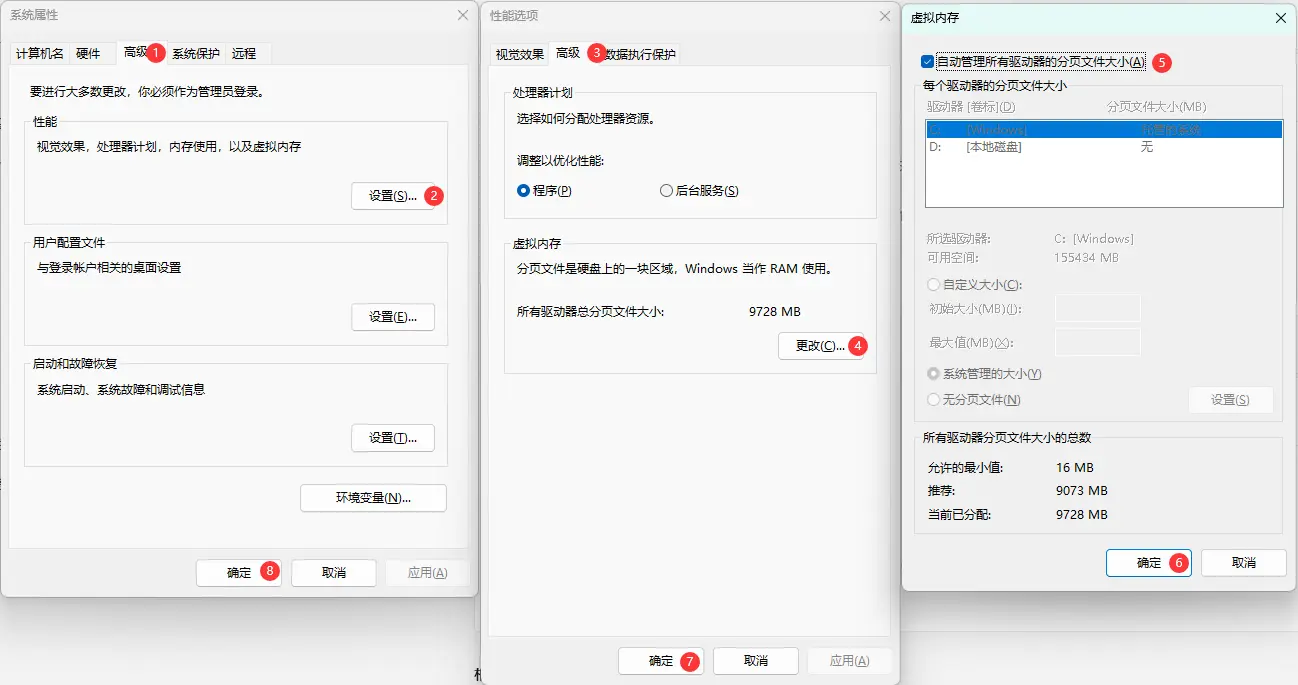 系统属性
计算机名 硬件 高级 1 系统保护 远程
要进行大多数更改，你必须作为管理员登录。
性能
视觉效果，处理器计划，内存使用，以及虚拟内存
设置(S)... 2
用户配置文件
与登录帐户相关的桌面设置
设置(E)...
启动和故障恢复
系统启动、系统故障和调试信息
设置(T)...
环境变量(N)...
确定 8 取消 应用(A)
性能选项
视觉效果 高级 3 数据执行保护
处理器计划
选择如何分配处理器资源。
调整以优化性能:
程序(P) 后台服务(S)
虚拟内存
分页文件是硬盘上的一块区域，Windows 当作 RAM 使用。
所有驱动器总分页文件大小: 9728 MB
更改(C)... 4
确定 7 取消 应用(A)
虚拟内存
自动管理所有驱动器的分页文件大小(A) 5
每个驱动器的分页文件大小
驱动器 [卷标](D) 分页文件大小(MB)
C: [Windows] 托管的系统
D: [本地磁盘] 无
所选驱动器: C: [Windows]
可用空间: 155434 MB
自定义大小(C):
初始大小(MB)(I):
最大值(MB)(X):
系统管理的大小(Y)
无分页文件(N) 设置(S)
所有驱动器分页文件大小的总数
允许的最小值: 16 MB
推荐: 9073 MB
当前已分配: 9728 MB
确定 6 取消